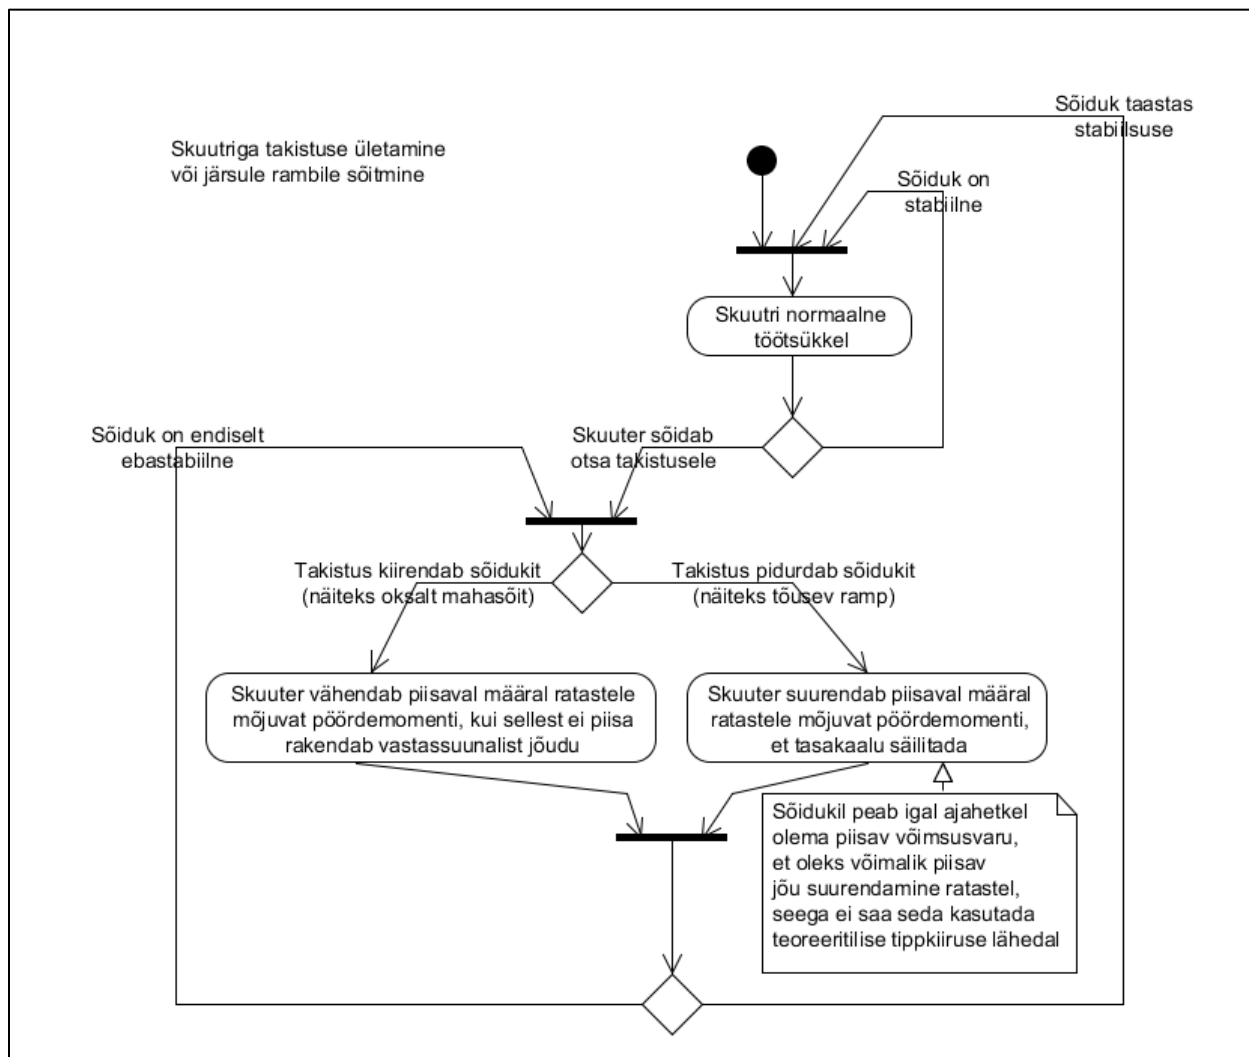 Sõiduk taastas
stabiilsuse
Skuutriga takistuse ületamine
või järsule rambile sõitmine
Sõiduk on
stabiilne
Skuutri normaalne
töötsükkel
Sõiduk on endiselt
ebastabiilne
Skuuter sõidab
otsa takistusele
Takistus kiirendab sõidukit
(näiteks oksalt mahasõit)
Takistus pidurdab sõidukit
(näiteks tõusev ramp)
Skuuter vähendab piisaval määral ratastele
mõjuvat pöördemomenti, kui sellest ei piisa
rakendab vastassuunalist jõudu
Skuuter suurendab piisaval määral
ratastele mõjuvat pöördemomenti,
et tasakaalu säilitada
Sõidukil peab igal ajahetkel
olema piisav võimsusvaru,
et oleks võimalik piisav
jõu suurendamine ratastel,
seega ei saa seda kasutada
teoreeritilise tippkiiruse lähedal